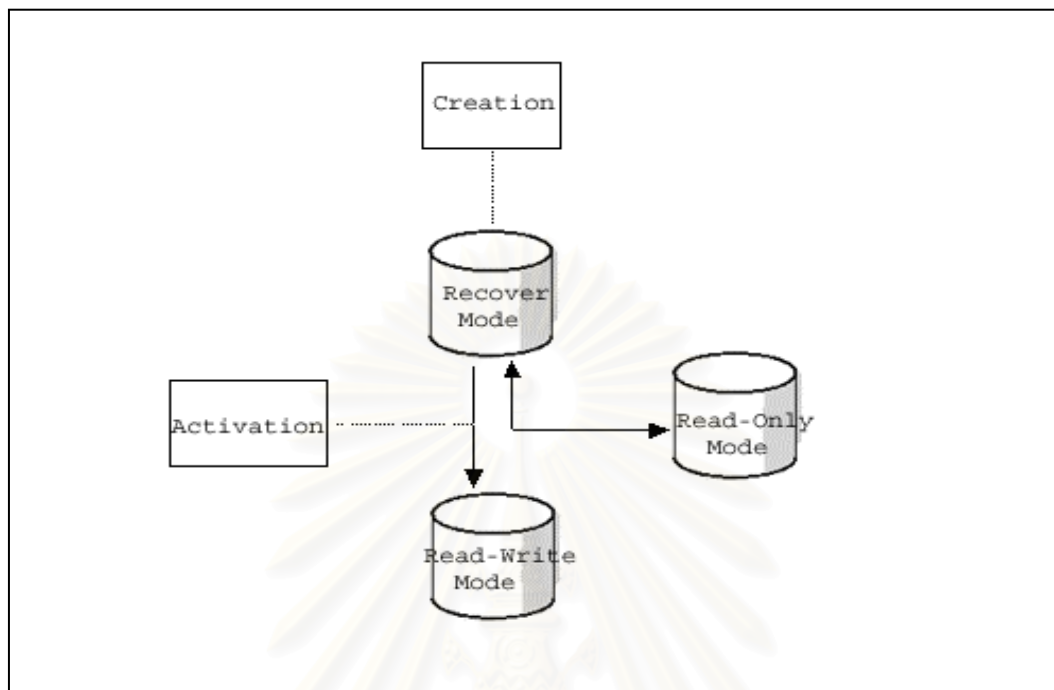 Creation
Recover
Mode
Activation
Read-Only
Mode
Read-Write
Mode